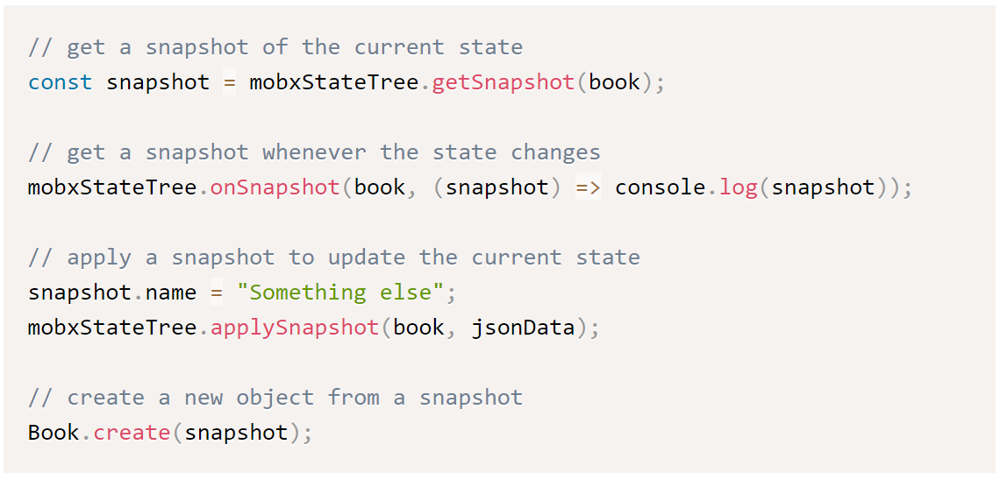 // get a snapshot of the current state
const snapshot = mobxStateTree.getSnapshot(book);
// get a snapshot whenever the state changes
mobxStateTree.onSnapshot(book, (snapshot) => console.log(snapshot));
// apply a snapshot to update the current state
snapshot.name = "Something else";
mobxStateTree.applySnapshot(book, jsonData);
// create a new object from a snapshot
Book.create(snapshot);